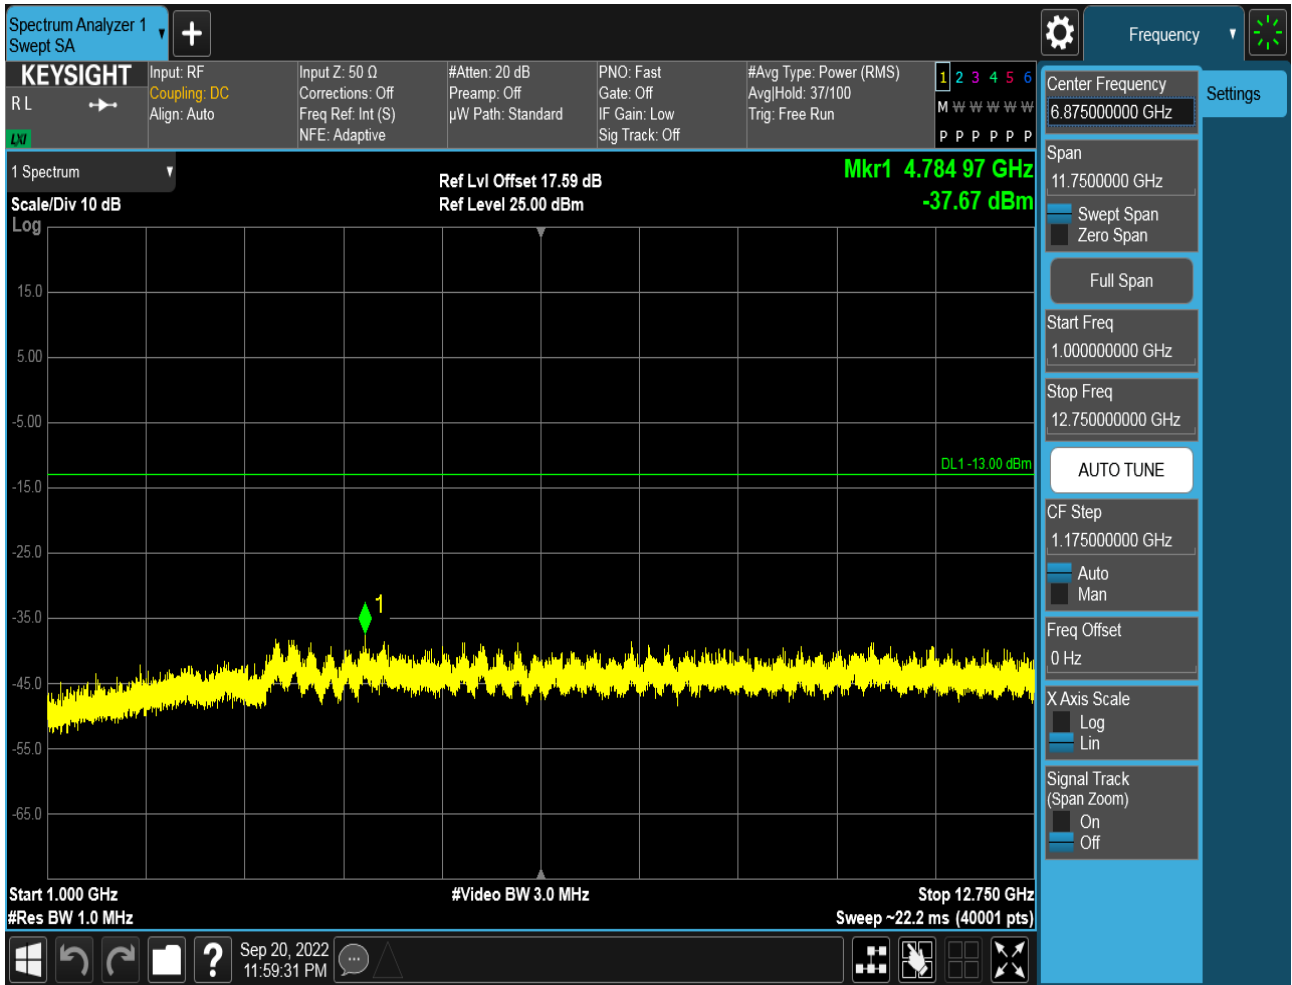 Spectrum Analyzer 1
Swept SA
Frequency
KEYSIGHT
R L
LXI
Input: RF
Coupling: DC
Align: Auto
Input Z: 50 Ω
Corrections: Off
Freq Ref: Int (S)
NFE: Adaptive
#Atten: 20 dB
Preamp: Off
µW Path: Standard
PNO: Fast
Gate: Off
IF Gain: Low
Sig Track: Off
#Avg Type: Power (RMS)
Avg|Hold: 37/100
Trig: Free Run
1 2 3 4 5 6
M W W W W W
P P P P P P
1 Spectrum
Scale/Div 10 dB
Log
Ref Lvl Offset 17.59 dB
Ref Level 25.00 dBm
Mkr1 4.784 97 GHz
-37.67 dBm
15.0
5.00
-5.00
DL1 -13.00 dBm
-15.0
-25.0
-35.0
1
-45.0
-55.0
-65.0
Start 1.000 GHz
#Res BW 1.0 MHz
#Video BW 3.0 MHz
Stop 12.750 GHz
Sweep ~22.2 ms (40001 pts)
Center Frequency
6.875000000 GHz
Settings
Span
11.7500000 GHz
Swept Span
Zero Span
Full Span
Start Freq
1.000000000 GHz
Stop Freq
12.750000000 GHz
AUTO TUNE
CF Step
1.175000000 GHz
Auto
Man
Freq Offset
0 Hz
X Axis Scale
Log
Lin
Signal Track
(Span Zoom)
On
Off
?
Sep 20, 2022
11:59:31 PM